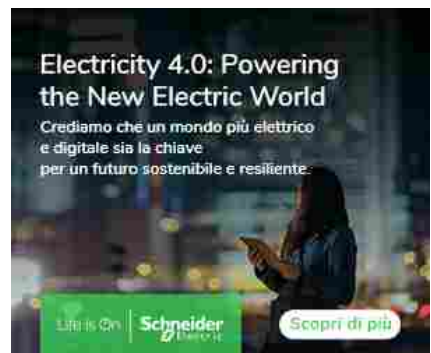 Electricity 4.0: Powering
the New Electric World
Crediamo che un mondo più elettrico
e digitale sia la chiave
per un futuro sostenibile e resiliente.
Life Is On | Schneider
Electric
Scopri di più